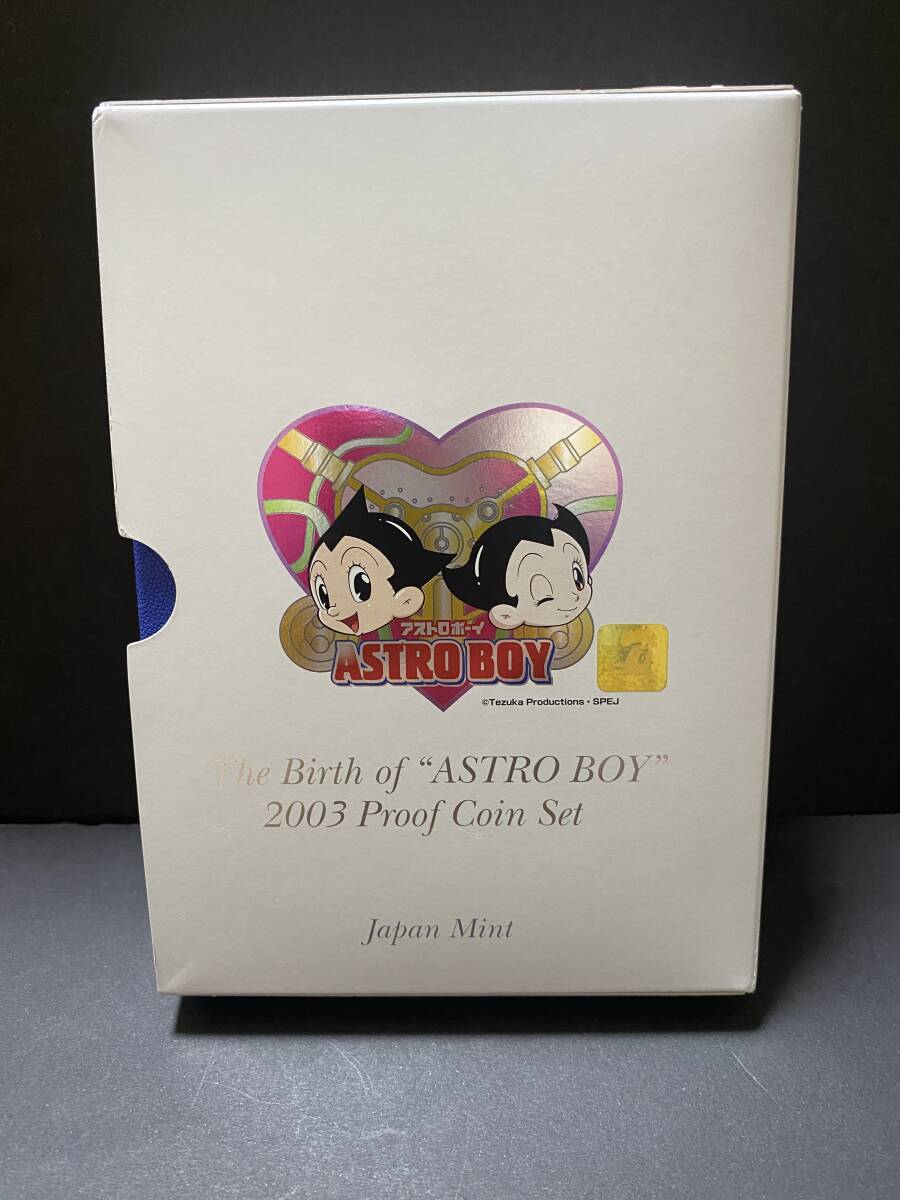 アストロボーイ
ASTRO BOY
©Tezuka Productions・SPEJ
The Birth of “ASTRO BOY”
2003 Proof Coin Set
Japan Mint